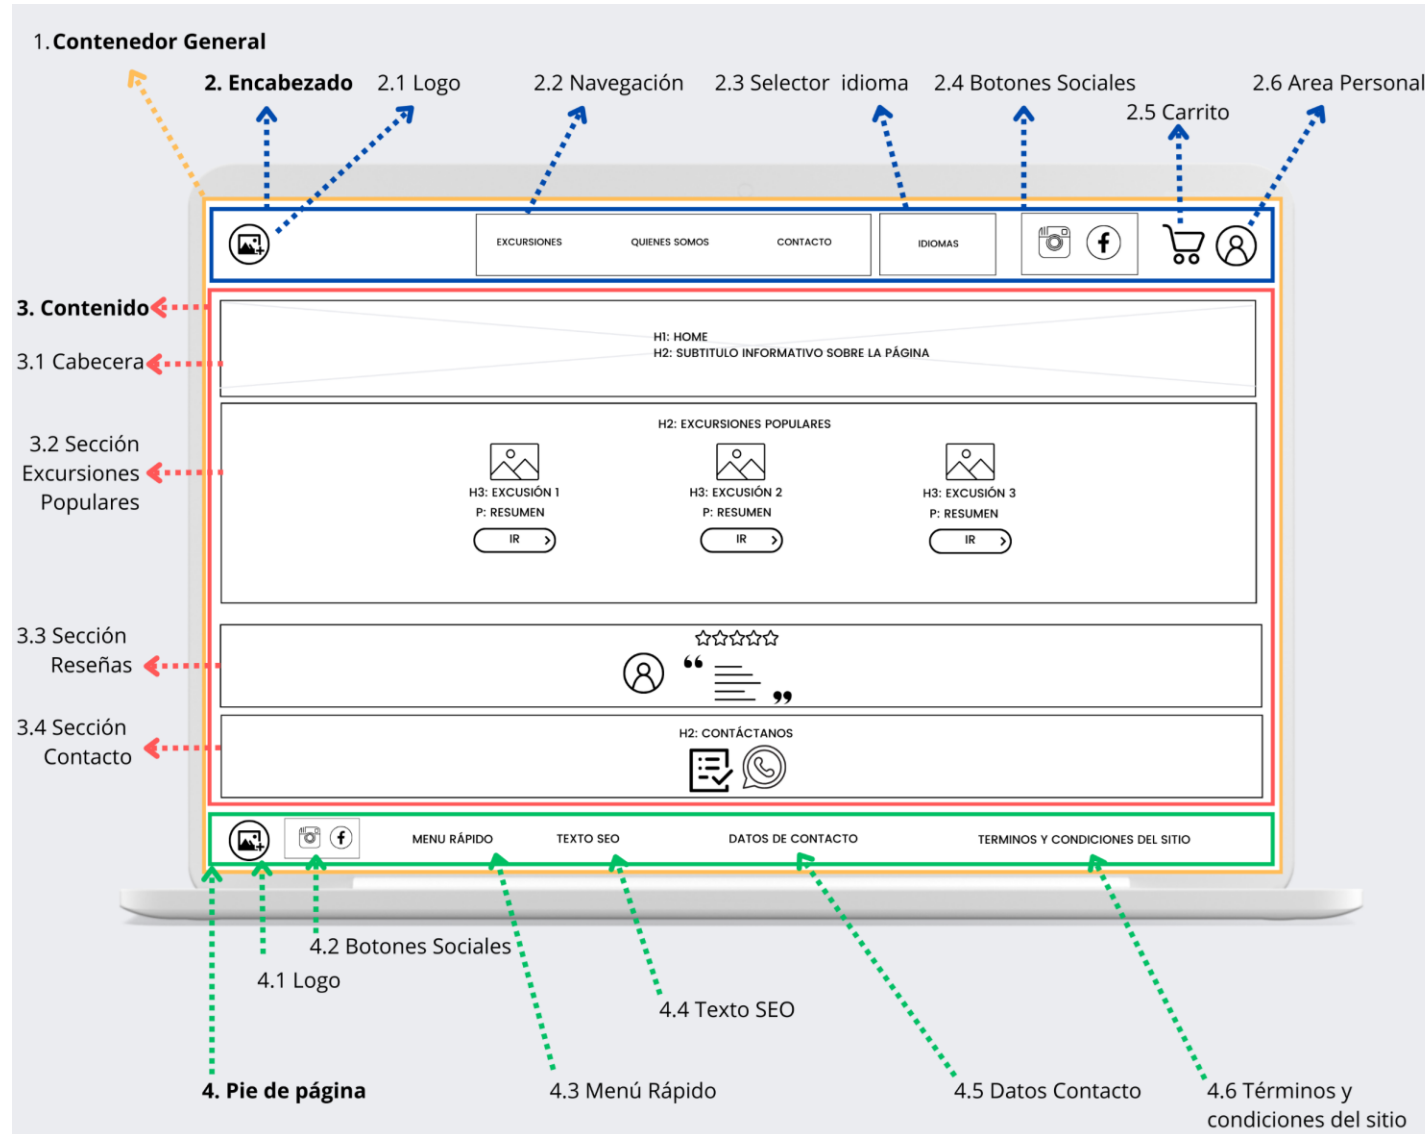 1. Contenedor General
2. Encabezado
2.1 Logo
2.2 Navegación
2.3 Selector idioma
2.4 Botones Sociales
2.5 Carrito
2.6 Area Personal
EXCURSIONES
QUIENES SOMOS
CONTACTO
IDIOMAS
3. Contenido
3.1 Cabecera
H1: HOME
H2: SUBTITULO INFORMATIVO SOBRE LA PÁGINA
3.2 Sección
Excursiones
Populares
H2: EXCURSIONES POPULARES
H3: EXCUSIÓN 1
P: RESUMEN
IR
H3: EXCUSIÓN 2
P: RESUMEN
IR
H3: EXCUSIÓN 3
P: RESUMEN
IR
3.3 Sección
Reseñas
3.4 Sección
Contacto
H2: CONTÁCTANOS
MENU RÁPIDO
TEXTO SEO
DATOS DE CONTACTO
TERMINOS Y CONDICIONES DEL SITIO
4.2 Botones Sociales
4.1 Logo
4.4 Texto SEO
4. Pie de página
4.3 Menú Rápido
4.5 Datos Contacto
4.6 Términos y
condiciones del sitio